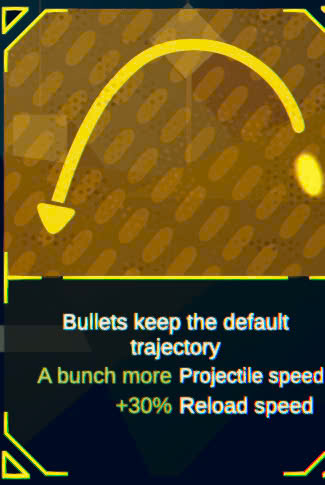 Bullets keep the default
trajectory
A bunch more Projectile speed
+30% Reload speed